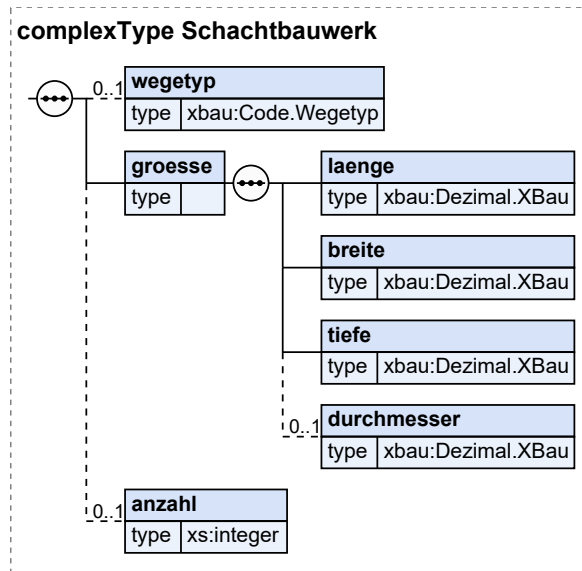 complexType Schachtbauwerk
0..1
wegetyp
type xbau:Code.Wegetyp
groesse
type
laenge
type xbau:Dezimal.XBau
breite
type xbau:Dezimal.XBau
tiefe
type xbau:Dezimal.XBau
0..1
durchmesser
type xbau:Dezimal.XBau
0..1
anzahl
type xs:integer